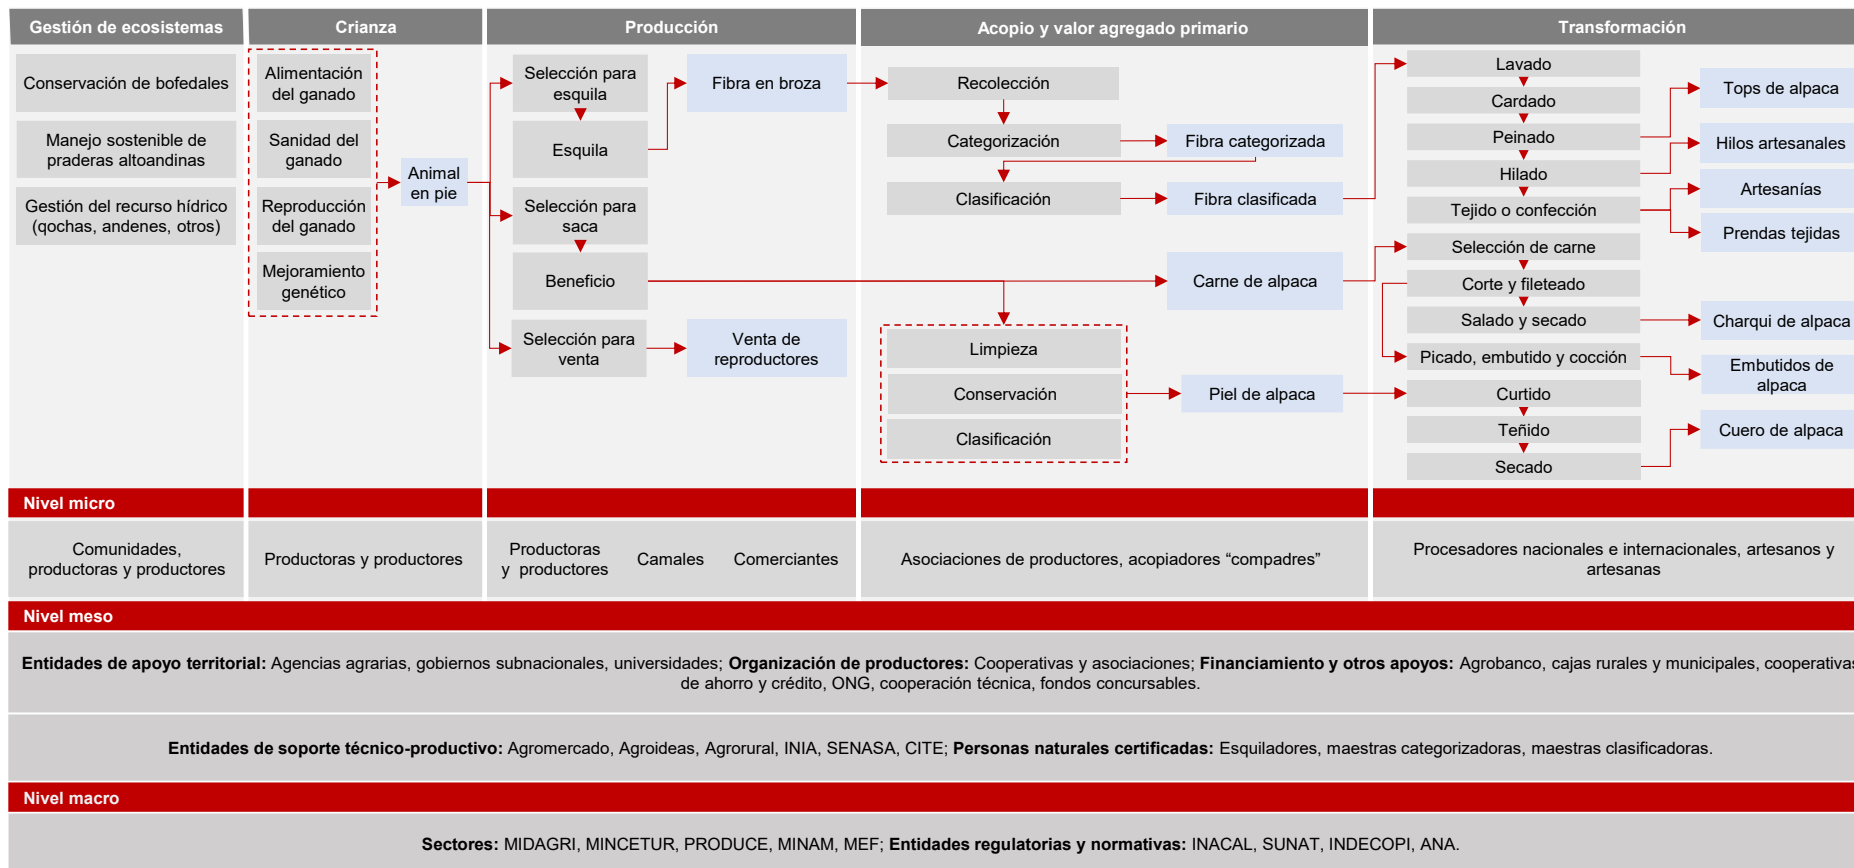 Gestión de ecosistemas
Crianza
Producción
Acopio y valor agregado primario
Transformación
Conservación de bofedales
Manejo sostenible de
praderas altoandinas
Gestión del recurso hídrico
(qochas, andenes, otros)
Alimentación
del ganado
Sanidad del
ganado
Reproducción
del ganado
Mejoramiento
genético
Animal
en pie
Selección para
esquila
Esquila
Selección para
saca
Beneficio
Selección para
venta
Fibra en broza
Venta de
reproductores
Recolección
Categorización
Clasificación
Fibra categorizada
Fibra clasificada
Carne de alpaca
Limpieza
Conservación
Clasificación
Piel de alpaca
Lavado
Cardado
Peinado
Hilado
Tejido o confección
Selección de carne
Corte y fileteado
Salado y secado
Picado, embutido y cocción
Curtido
Teñido
Secado
Tops de alpaca
Hilos artesanales
Artesanías
Prendas tejidas
Charqui de alpaca
Embutidos de
alpaca
Cuero de alpaca
Nivel micro
Comunidades,
productoras y productores
Productoras y productores
Productoras
y productores
Camales
Comerciantes
Asociaciones de productores, acopiadores “compadres”
Procesadores nacionales e internacionales, artesanos y
artesanas
Nivel meso
Entidades de apoyo territorial: Agencias agrarias, gobiernos subnacionales, universidades; Organización de productores: Cooperativas y asociaciones; Financiamiento y otros apoyos: Agrobanco, cajas rurales y municipales, cooperativas
de ahorro y crédito, ONG, cooperación técnica, fondos concursables.
Entidades de soporte técnico-productivo: Agromercado, Agroideas, Agrorural, INIA, SENASA, CITE; Personas naturales certificadas: Esquiladores, maestras categorizadoras, maestras clasificadoras.
Nivel macro
Sectores: MIDAGRI, MINCETUR, PRODUCE, MINAM, MEF; Entidades regulatorias y normativas: INACAL, SUNAT, INDECOPI, ANA.